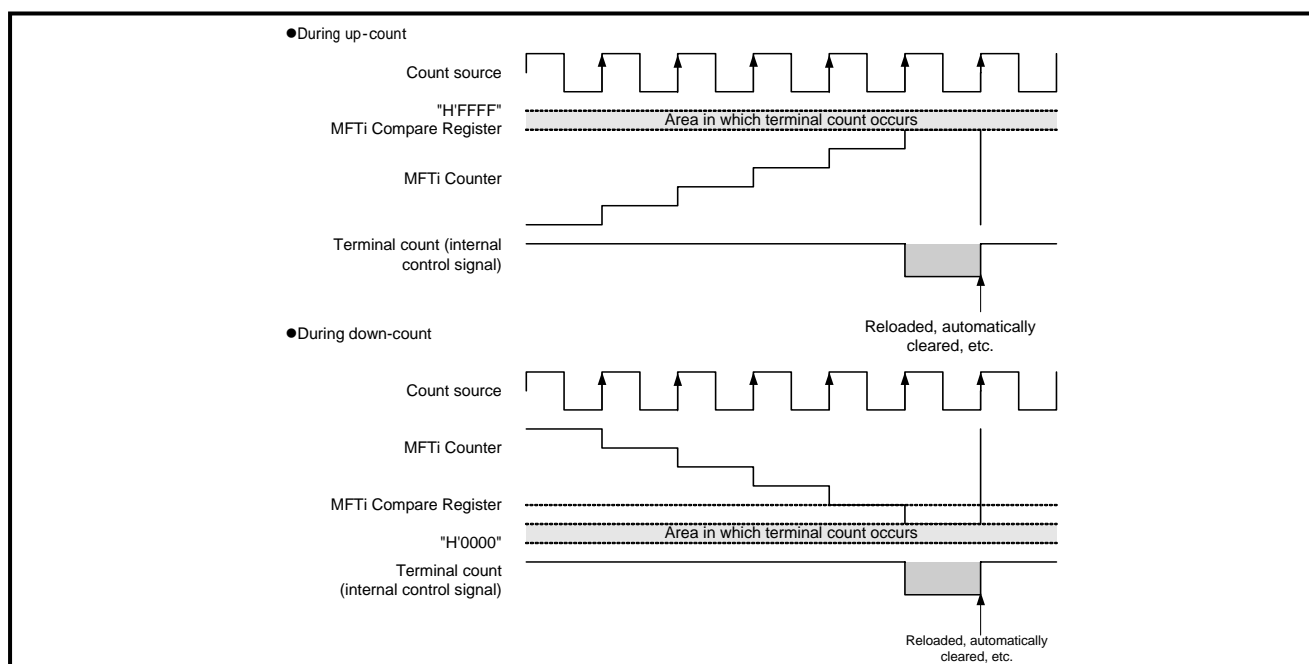 ●During up-count
Count source
"H'FFFF"
Area in which terminal count occurs
MFTi Compare Register
MFTi Counter
Terminal count (internal
control signal)
Reloaded, automatically
cleared, etc.
●During down-count
Count source
MFTi Counter
MFTi Compare Register
Area in which terminal count occurs
"H'0000"
Terminal count
(internal control signal)
Reloaded, automatically
cleared, etc.